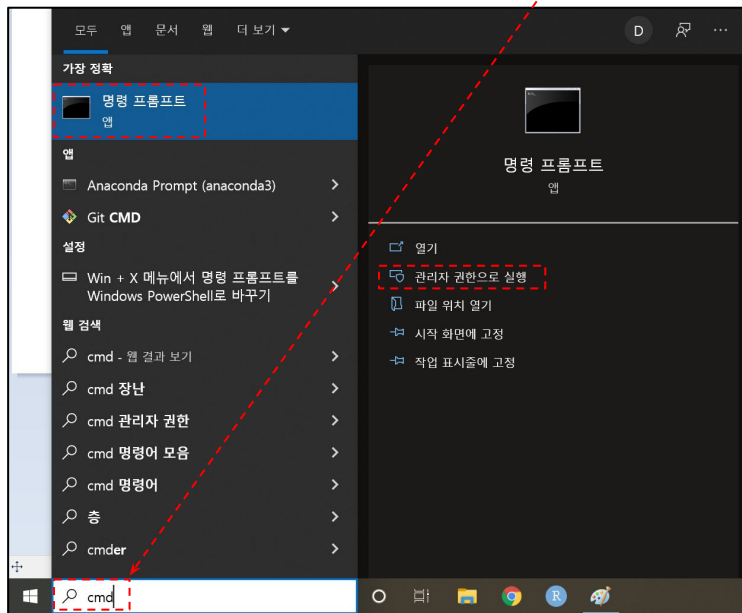 모두 앱 문서 웹 더 보기
D
가장 정확
명령 프롬프트
앱
앱
Anaconda Prompt (anaconda3)
Git CMD
설정
Win + X 메뉴에서 명령 프롬프트를
Windows PowerShell로 바꾸기
웹 검색
cmd - 웹 결과 보기
cmd 장난
cmd 관리자 권한
cmd 명령어 모음
cmd 명령어
층
cmder
cmd
명령 프롬프트
앱
열기
관리자 권한으로 실행
파일 위치 열기
시작 화면에 고정
작업 표시줄에 고정
R